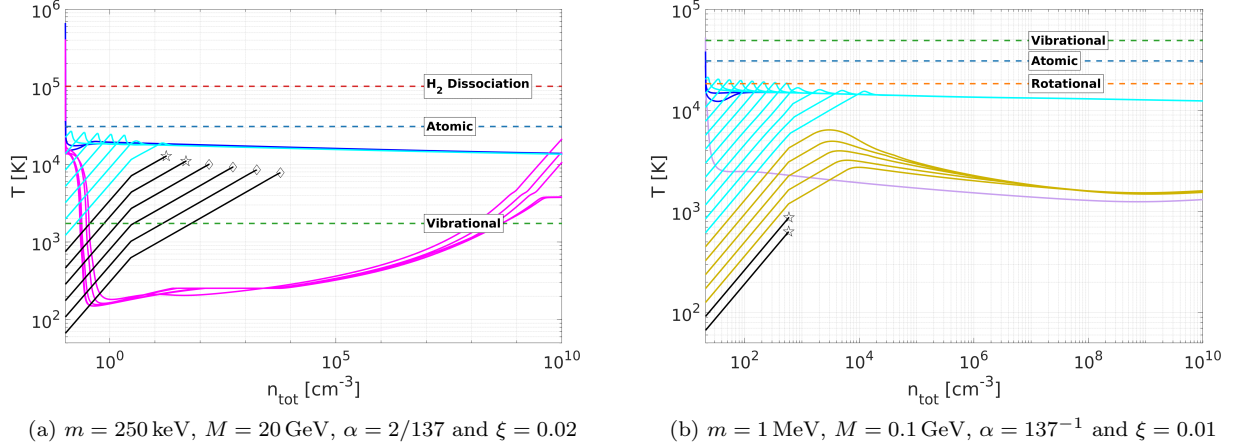 10^6
10^5
10^4
10^3
10^2
T [K]
H_2 Dissociation
Atomic
Vibrational
10^0
10^5
10^10
n_tot [cm^-3]
10^5
10^4
10^3
10^2
T [K]
Vibrational
Atomic
Rotational
10^2
10^4
10^6
10^8
10^10
n_tot [cm^-3]
(a) m = 250 keV, M = 20 GeV, α = 2/137 and ξ = 0.02
(b) m = 1 MeV, M = 0.1 GeV, α = 137^−1 and ξ = 0.01